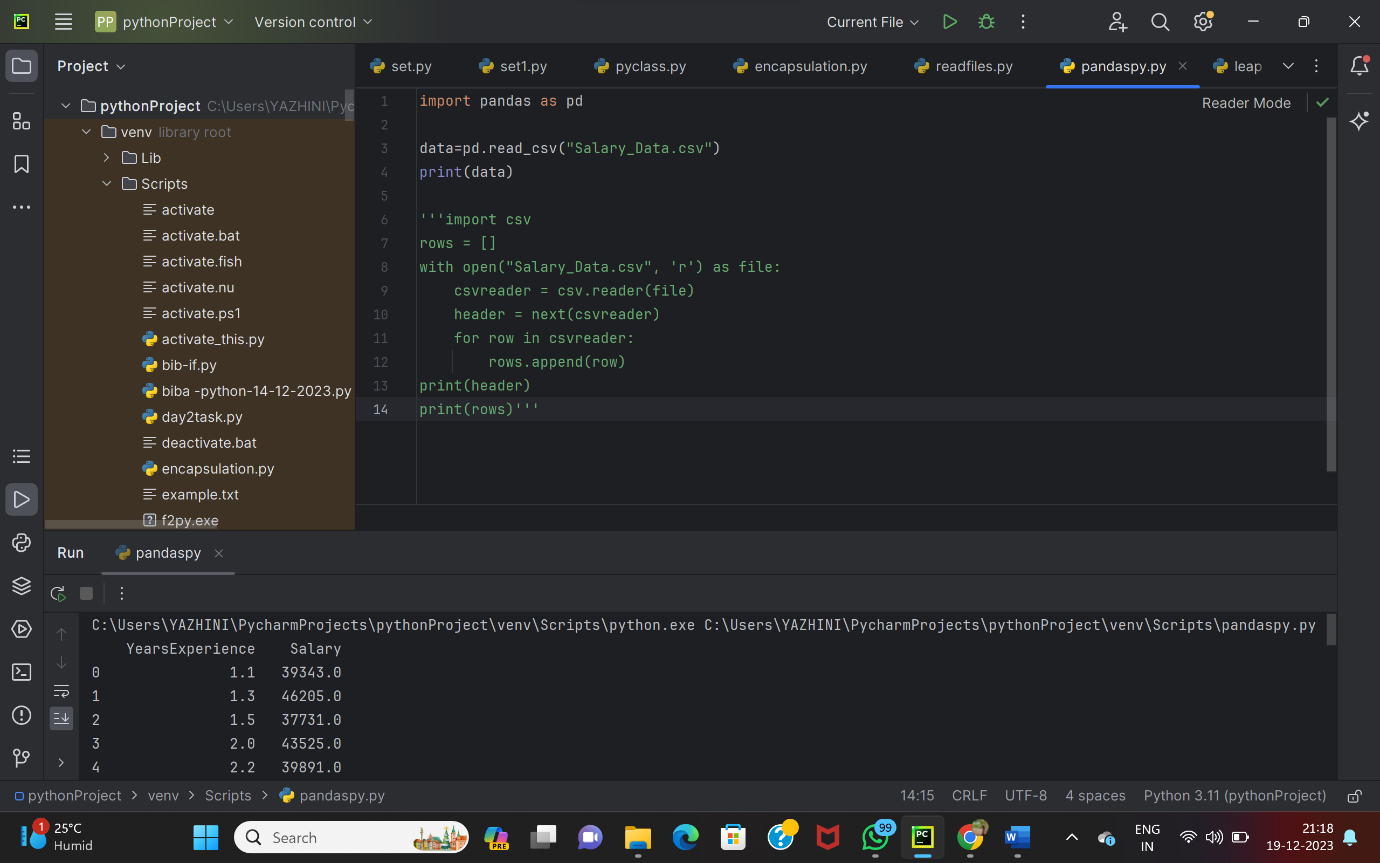 PC
PP pythonProject Version control Current File
Project
set.py set1.py pyclass.py encapsulation.py readfiles.py pandaspy.py leap
pythonProject C:\Users\YAZHINI\Pyc
venv library root
Lib
Scripts
activate
activate.bat
activate.fish
activate.nu
activate.ps1
activate_this.py
bib-if.py
biba -python-14-12-2023.py
day2task.py
deactivate.bat
encapsulation.py
example.txt
f2py.exe
Reader Mode
1 import pandas as pd
2
3 data=pd.read_csv("Salary_Data.csv")
4 print(data)
5
6 '''import csv
7 rows = []
8 with open("Salary_Data.csv", 'r') as file:
9     csvreader = csv.reader(file)
10     header = next(csvreader)
11     for row in csvreader:
12         rows.append(row)
13 print(header)
14 print(rows)'''
Run pandaspy
C:\Users\YAZHINI\PycharmProjects\pythonProject\venv\Scripts\python.exe C:\Users\YAZHINI\PycharmProjects\pythonProject\venv\Scripts\pandaspy.py
YearsExperience Salary
0 1.1 39343.0
1 1.3 46205.0
2 1.5 37731.0
3 2.0 43525.0
4 2.2 39891.0
pythonProject > venv > Scripts > pandaspy.py 14:15 CRLF UTF-8 4 spaces Python 3.11 (pythonProject)
1 25°C
Humid
Search
PRE
99
PC
ENG
IN
21:18
19-12-2023